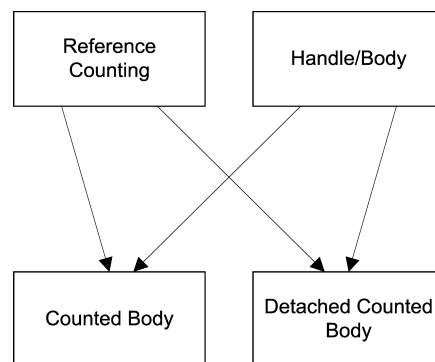 Reference
Counting
Handle/Body
Counted Body
Detached Counted
Body